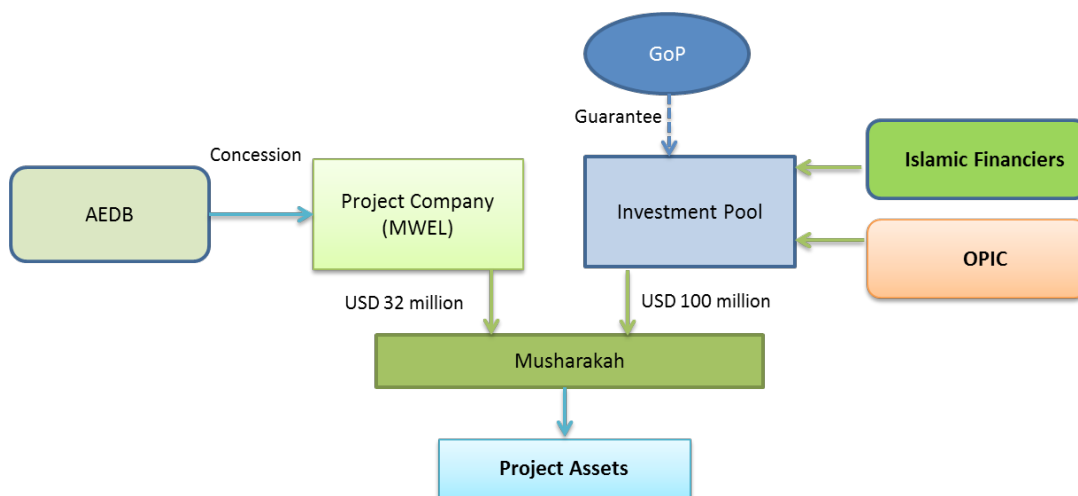 GoP
Guarantee
Concession
Islamic Financiers
AEDB
Project Company
(MWEL)
Investment Pool
OPIC
USD 32 million
USD 100 million
Musharakah
Project Assets